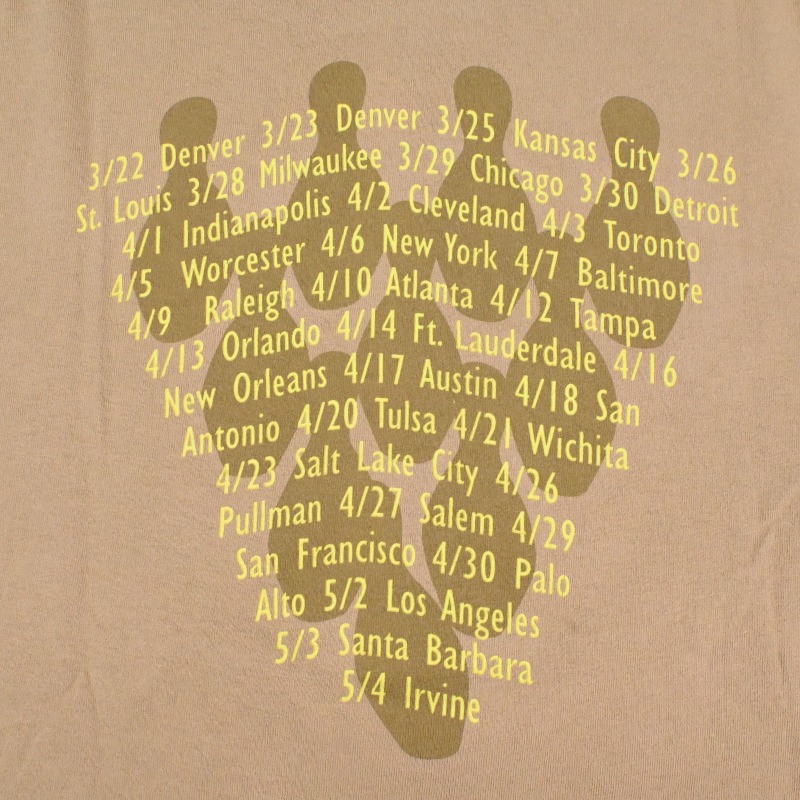 3/22 Denver 3/23 Denver 3/25 Kansas City 3/26
St. Louis 3/28 Milwaukee 3/29 Chicago 3/30 Detroit
4/1 Indianapolis 4/2 Cleveland 4/3 Toronto
4/5 Worcester 4/6 New York 4/7 Baltimore
4/9 Raleigh 4/10 Atlanta 4/12 Tampa
4/13 Orlando 4/14 Ft. Lauderdale 4/16
New Orleans 4/17 Austin 4/18 San
Antonio 4/20 Tulsa 4/21 Wichita
4/23 Salt Lake City 4/26
Pullman 4/27 Salem 4/29
San Francisco 4/30 Palo
Alto 5/2 Los Angeles
5/3 Santa Barbara
5/4 Irvine